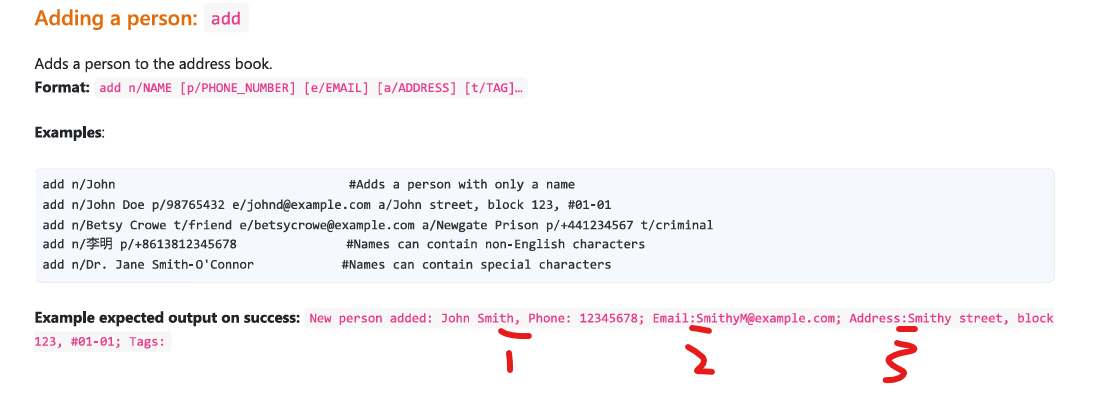 Adding a person: add
Adds a person to the address book.
Format: add n/NAME [p/PHONE_NUMBER] [e/EMAIL] [a/ADDRESS] [t/TAG]…
Examples:
add n/John #Adds a person with only a name
add n/John Doe p/98765432 e/johnd@example.com a/John street, block 123, #01-01
add n/Betsy Crowe t/friend e/betsycrowe@example.com a/Newgate Prison p/+441234567 t/criminal
add n/李明 p/+8613812345678 #Names can contain non-English characters
add n/Dr. Jane Smith-O'Connor #Names can contain special characters
Example expected output on success: New person added: John Smith, Phone: 12345678; Email:SmithyM@example.com; Address:Smithy street, block
123, #01-01; Tags:
1 2 3